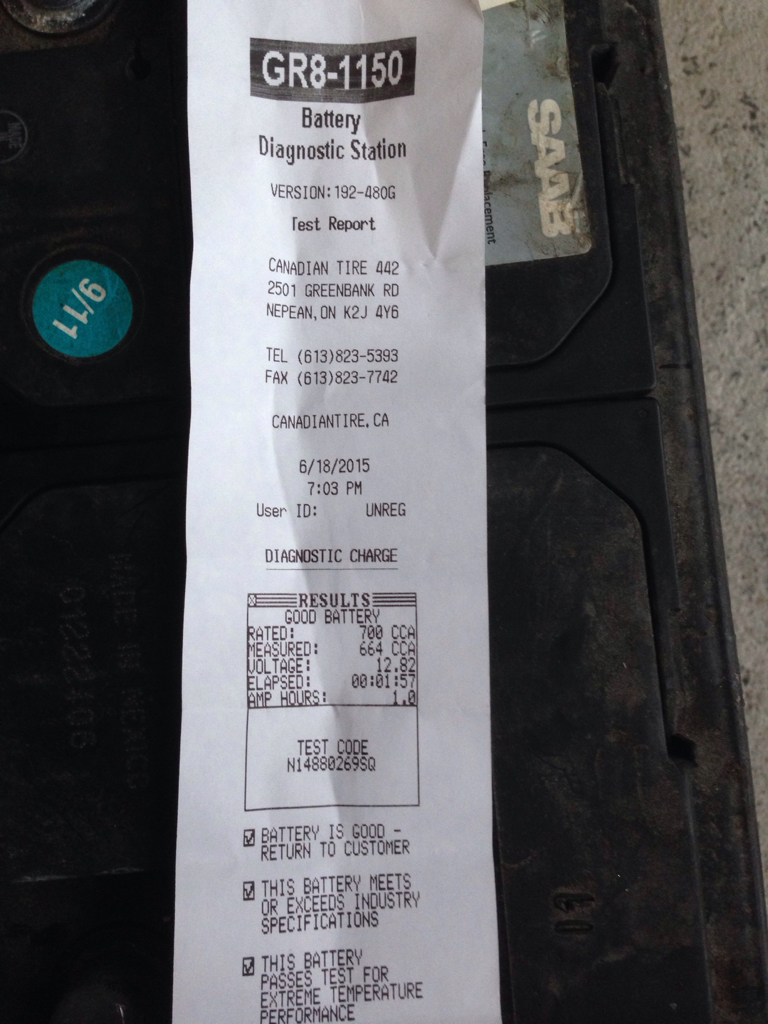 GR8-1150
Battery
Diagnostic Station
VERSION:192-480G
Test Report
CANADIAN TIRE 442
2501 GREENBANK RD
NEPEAN,ON K2J 4Y6
TEL (613)823-5393
FAX (613)823-7742
CANADIANTIRE.CA
6/18/2015
7:03 PM
User ID: UNREG
DIAGNOSTIC CHARGE
RESULTS
GOOD BATTERY
RATED: 700 CCA
MEASURED: 664 CCA
VOLTAGE: 12.82
ELAPSED: 00:01:57
AMP HOURS: 1.0
TEST CODE
N14880269SQ
BATTERY IS GOOD -
RETURN TO CUSTOMER
THIS BATTERY MEETS
OR EXCEEDS INDUSTRY
SPECIFICATIONS
THIS BATTERY
PASSES TEST FOR
EXTREME TEMPERATURE
PERFORMANCE
SAAB
9/11
MADE IN MEXICO